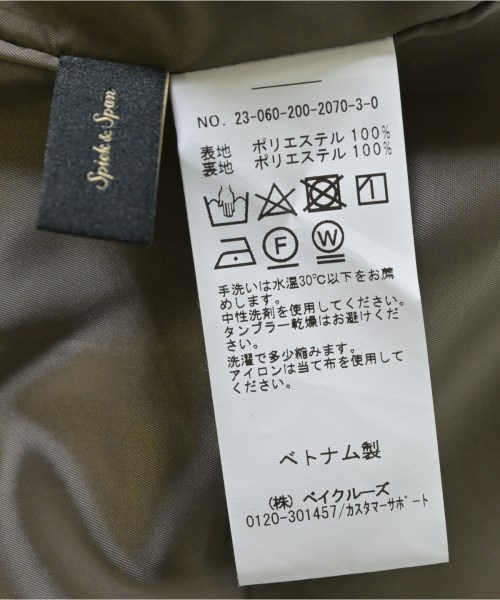 Spick & Span
NO. 23-060-200-2070-3-0
表地 ポリエステル 100%
裏地 ポリエステル 100%
F
W
手洗いは水温30℃以下をお薦
めします。
中性洗剤を使用してください。
タンブラー乾燥はお避けくだ
さい。
洗濯で多少縮みます。
アイロンは当て布を使用して
ください。
ベトナム製
(株) ベイクルーズ
0120-301457/カスタマーサポート